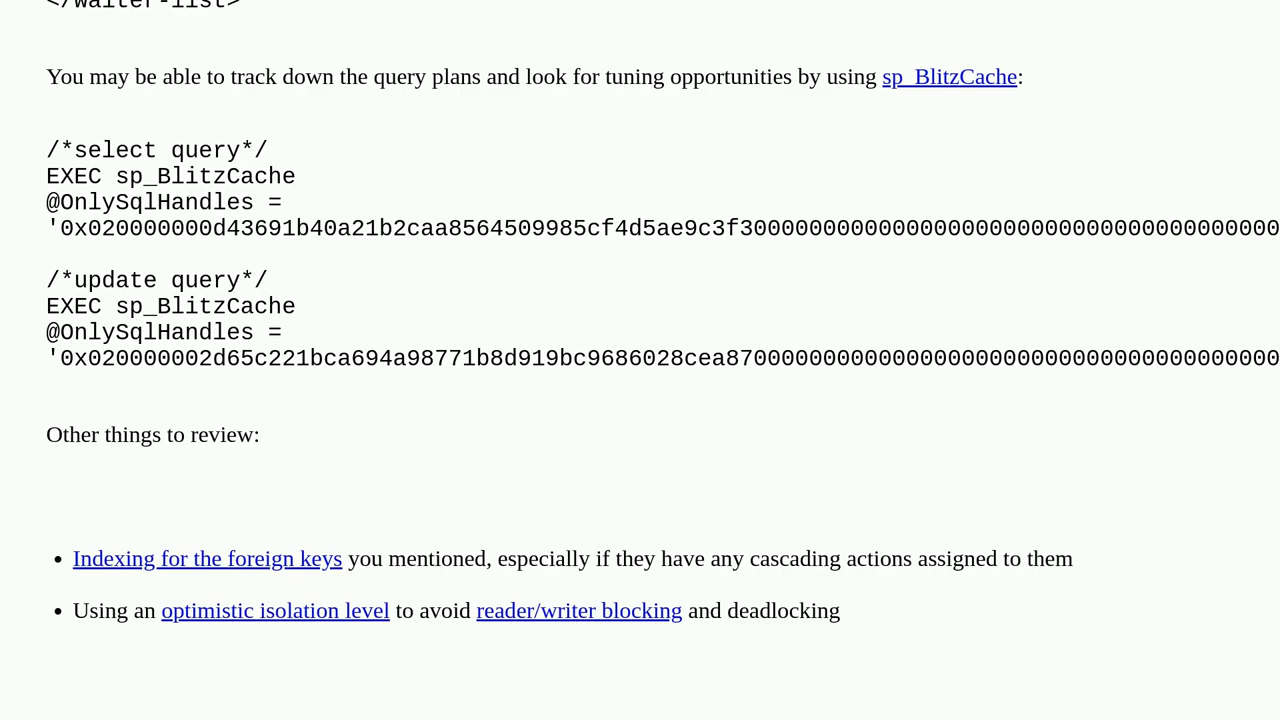 </waiter-list>
You may be able to track down the query plans and look for tuning opportunities by using sp_BlitzCache:
/*select query*/
EXEC sp_BlitzCache
@OnlySqlHandles =
'0x020000000d43691b40a21b2caa8564509985cf4d5ae9c3f30000000000000000000000000000000000000
/*update query*/
EXEC sp_BlitzCache
@OnlySqlHandles =
'0x020000002d65c221bca694a98771b8d919bc9686028cea870000000000000000000000000000000000000
Other things to review:
• Indexing for the foreign keys you mentioned, especially if they have any cascading actions assigned to them
• Using an optimistic isolation level to avoid reader/writer blocking and deadlocking